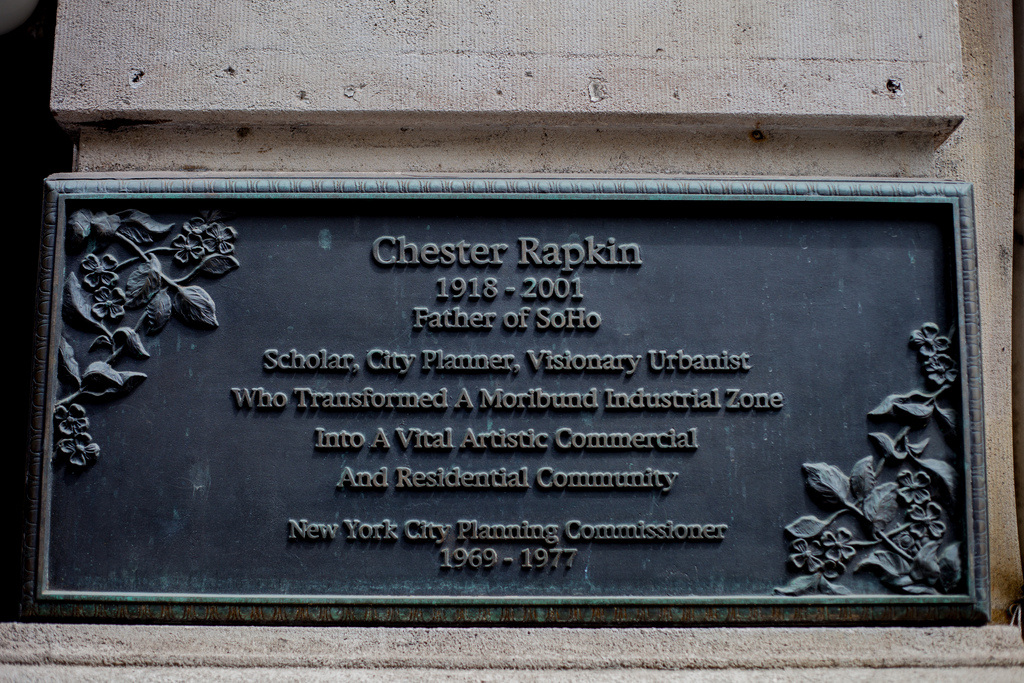 Chester Rapkin
1918 - 2001
Father of SoHo
Scholar, City Planner, Visionary Urbanist
Who Transformed A Moribund Industrial Zone
Into A Vital Artistic Commercial
And Residential Community
New York City Planning Commissioner
1969 - 1977